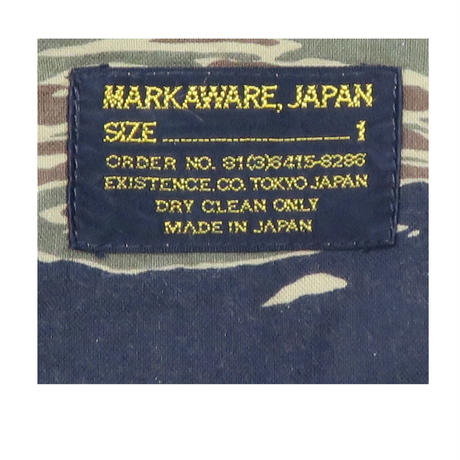 MARKAWARE, JAPAN
SIZE 1
ORDER NO. 81(3)6415-8286
EXISTENCE,CO. TOKYO JAPAN
DRY CLEAN ONLY
MADE IN JAPAN